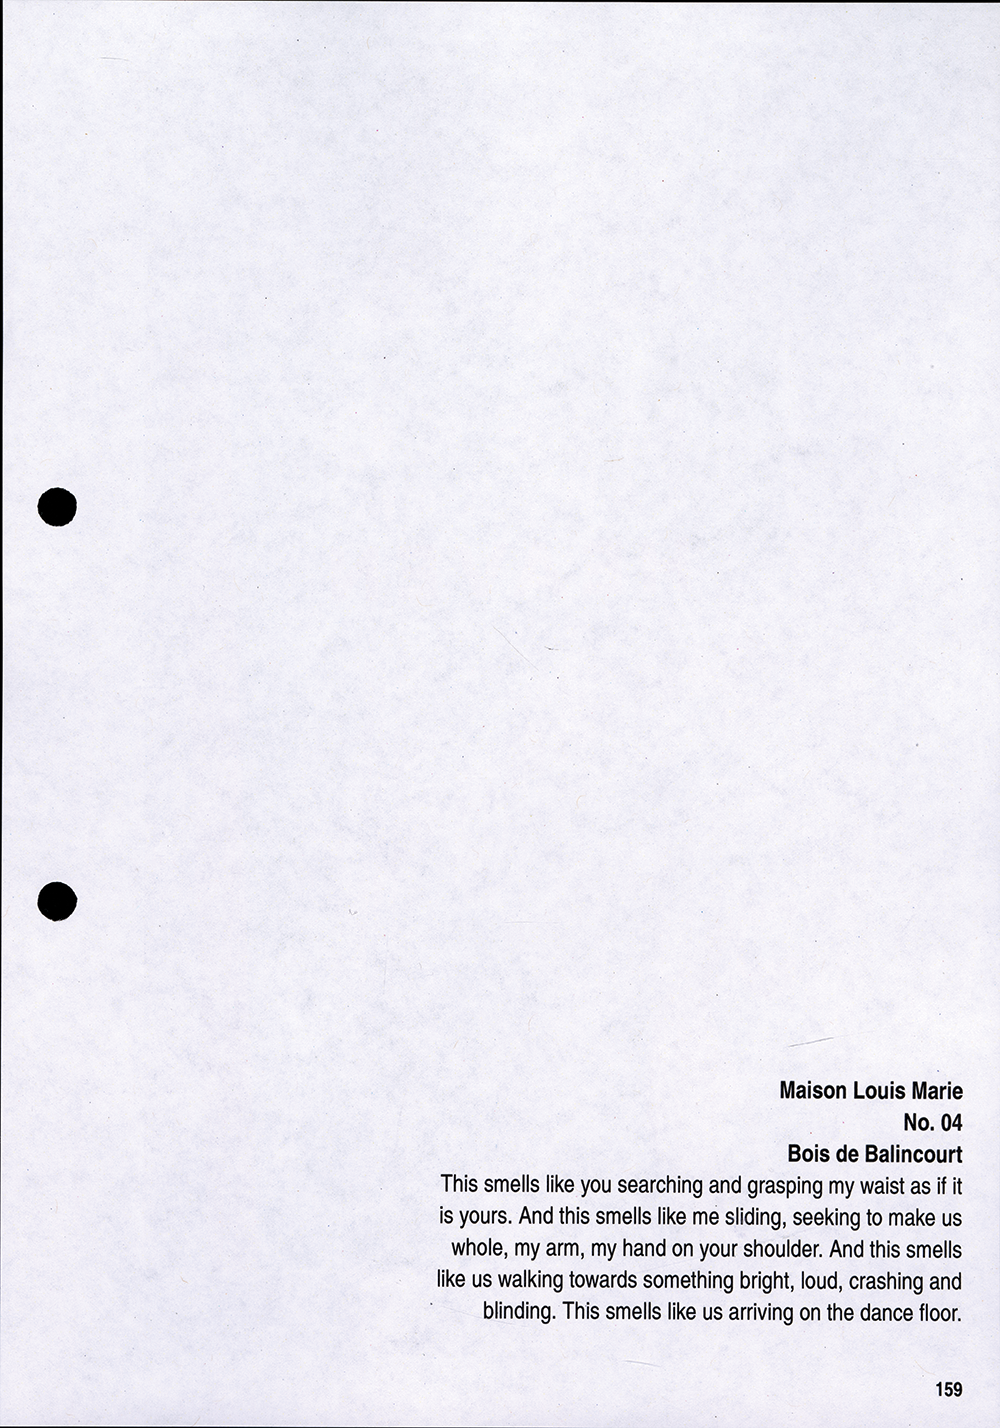 Maison Louis Marie
No. 04
Bois de Balincourt
This smells like you searching and grasping my waist as if it
is yours. And this smells like me sliding, seeking to make us
whole, my arm, my hand on your shoulder. And this smells
like us walking towards something bright, loud, crashing and
blinding. This smells like us arriving on the dance floor.
159